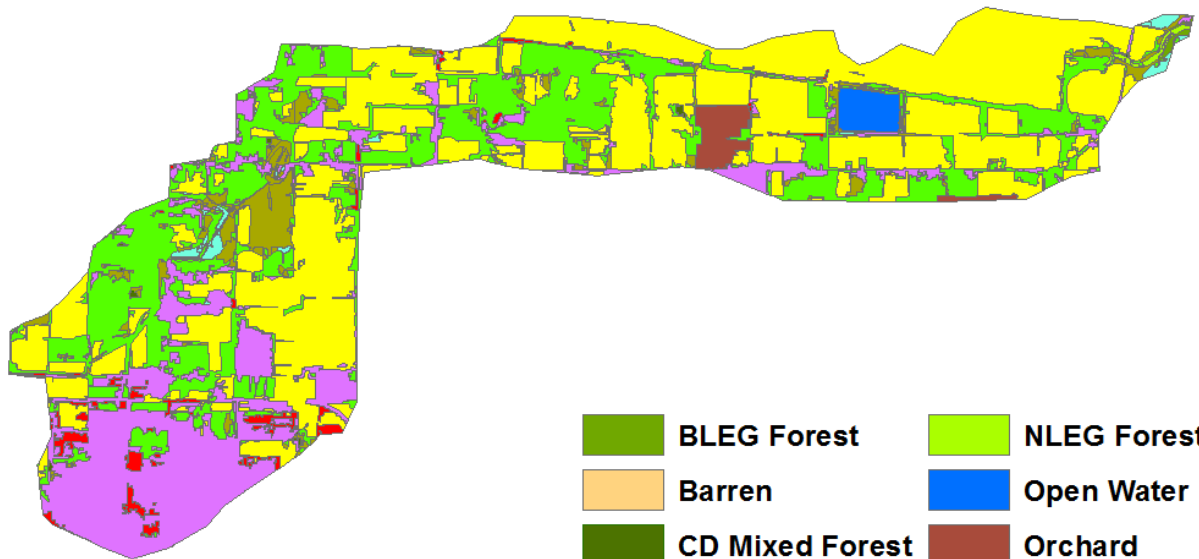 BLEG Forest NLEG Forest
Barren Open Water
CD Mixed Forest Orchard